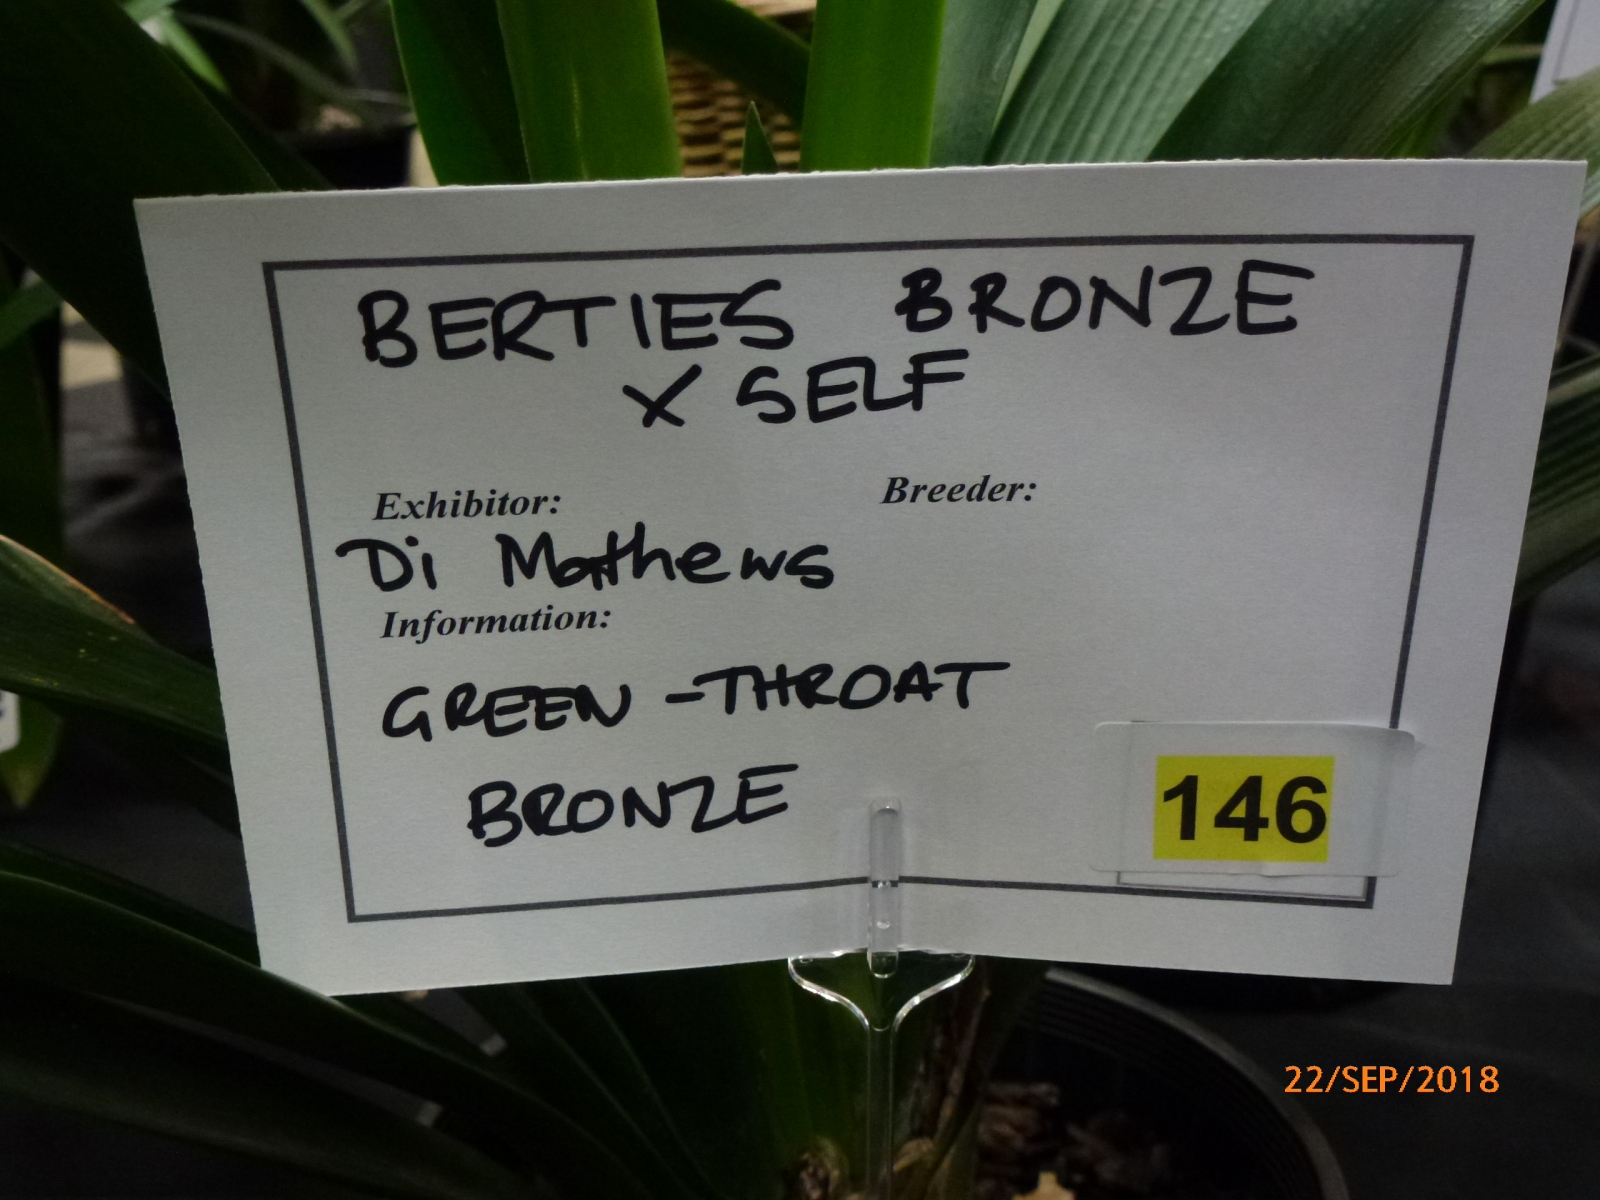 BERTIES BRONZE
X SELF
Exhibitor: Breeder:
Di Mathews
Information:
GREEN-THROAT
BRONZE
146
22/SEP/2018